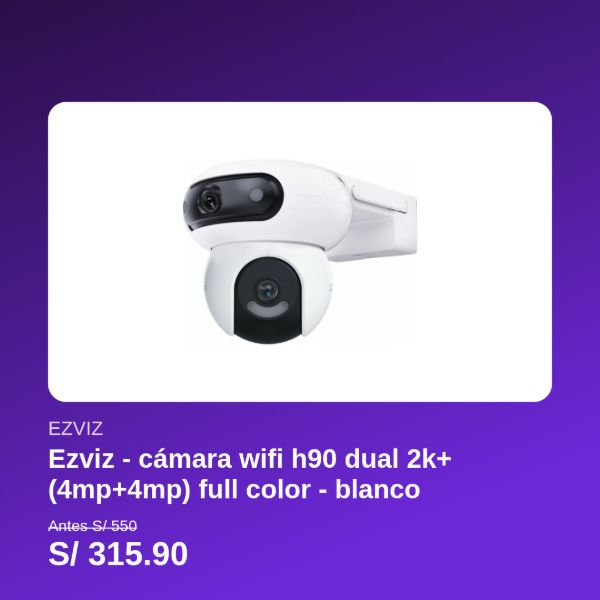 EZVIZ
Ezviz - cámara wifi h90 dual 2k+
(4mp+4mp) full color - blanco
Antes S/ 550
S/ 315.90